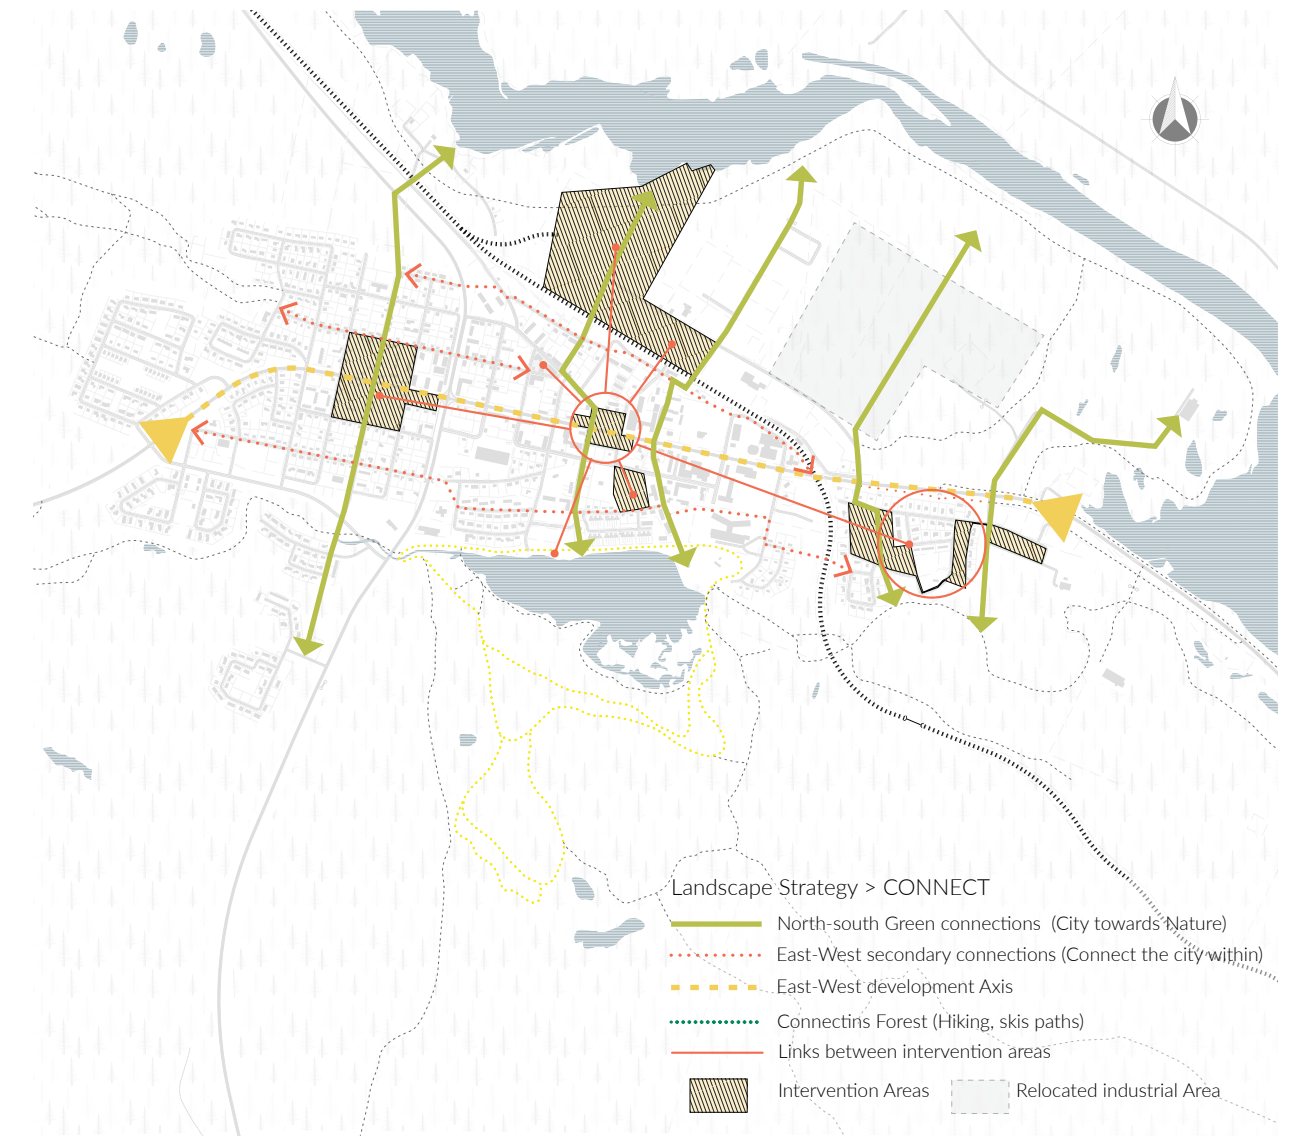 Landscape Strategy > CONNECT
North-south Green connections (City towards Nature)
East-West secondary connections (Connect the city within)
East-West development Axis
Connectins Forest (Hiking, skis paths)
Links between intervention areas
Intervention Areas
Relocated industrial Area